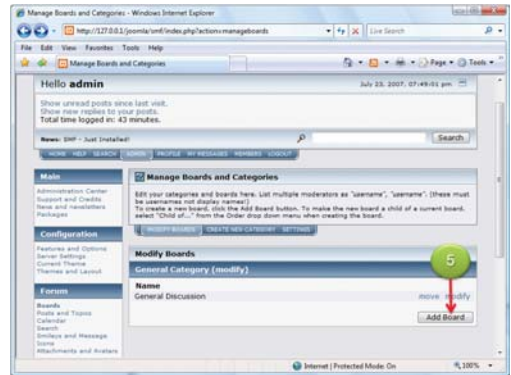 Manage Boards and Categories - Windows Internet Explorer
http://127.0.0.1/joomla/smf/index.php?action=manageboards
Live Search
File Edit View Favorites Tools Help
Manage Boards and Categories
Page Tools
Hello admin
July 23, 2007, 07:49:01 pm
Show unread posts since last visit.
Show new replies to your posts.
Total time logged in: 43 minutes.
News: SMF - Just Installed!
Search
HOME HELP SEARCH ADMIN PROFILE MY MESSAGES MEMBERS LOGOUT
Main
Administration Center
Support and Credits
News and newsletters
Packages
Configuration
Features and Options
Server Settings
Current Theme
Themes and Layout
Forum
Boards
Posts and Topics
Calendar
Search
Smileys and Message
Icons
Attachments and Avatars
Manage Boards and Categories
Edit your categories and boards here. List multiple moderators as "username", "username". (these must
be usernames not display names!)
To create a new board, click the Add Board button. To make the new board a child of a current board,
select "Child of..." from the Order drop down menu when creating the board.
MODIFY BOARDS CREATE NEW CATEGORY SETTINGS
Modify Boards
General Category (modify)
Name
General Discussion
move modify
5
Add Board
Internet | Protected Mode: On
100%